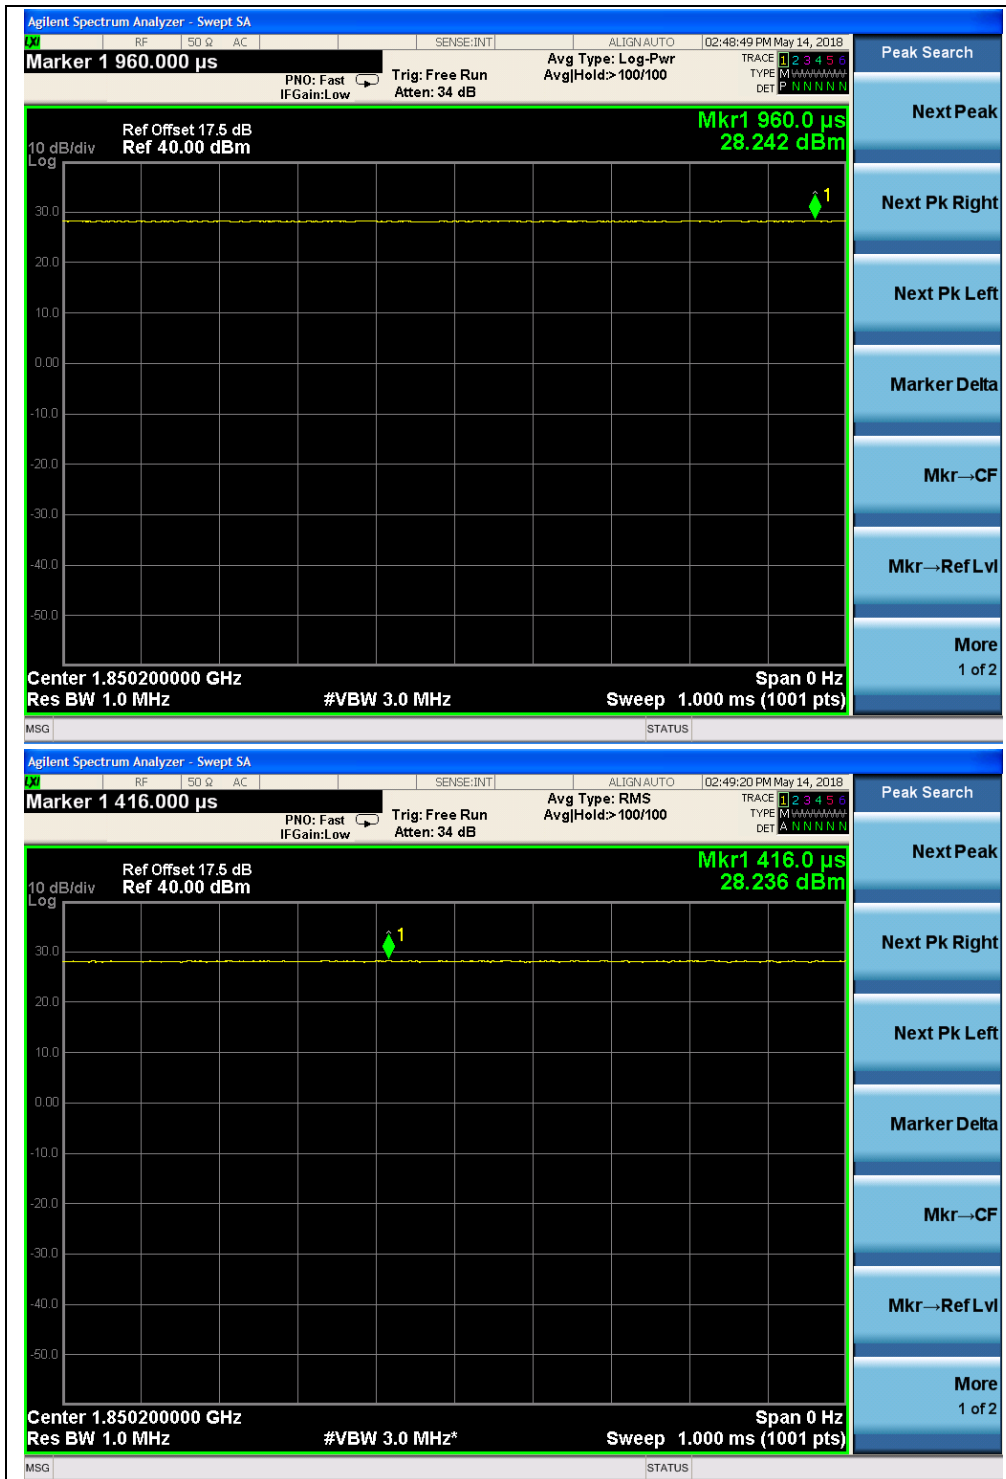 Agilent Spectrum Analyzer - Swept SA
LXI RF 50 Ω AC SENSE:INT ALIGN AUTO 02:48:49 PM May 14, 2018
Marker 1 960.000 µs
PNO: Fast
IFGain:Low
Trig: Free Run
Atten: 34 dB
Avg Type: Log-Pwr
Avg|Hold:>100/100
TRACE 1 2 3 4 5 6
TYPE M WWWWW
DET P N N N N N
Peak Search
Mkr1 960.0 µs
28.242 dBm
Ref Offset 17.5 dB
10 dB/div Ref 40.00 dBm
Log
1
30.0
20.0
10.0
0.00
-10.0
-20.0
-30.0
-40.0
-50.0
Center 1.850200000 GHz Span 0 Hz
Res BW 1.0 MHz #VBW 3.0 MHz Sweep 1.000 ms (1001 pts)
MSG STATUS
Next Peak
Next Pk Right
Next Pk Left
Marker Delta
Mkr→CF
Mkr→Ref Lvl
More
1 of 2
Agilent Spectrum Analyzer - Swept SA
LXI RF 50 Ω AC SENSE:INT ALIGN AUTO 02:49:20 PM May 14, 2018
Marker 1 416.000 µs
PNO: Fast
IFGain:Low
Trig: Free Run
Atten: 34 dB
Avg Type: RMS
Avg|Hold:>100/100
TRACE 1 2 3 4 5 6
TYPE M WWWWW
DET A N N N N N
Peak Search
Mkr1 416.0 µs
28.236 dBm
Ref Offset 17.5 dB
10 dB/div Ref 40.00 dBm
Log
1
30.0
20.0
10.0
0.00
-10.0
-20.0
-30.0
-40.0
-50.0
Center 1.850200000 GHz Span 0 Hz
Res BW 1.0 MHz #VBW 3.0 MHz* Sweep 1.000 ms (1001 pts)
MSG STATUS
Next Peak
Next Pk Right
Next Pk Left
Marker Delta
Mkr→CF
Mkr→Ref Lvl
More
1 of 2